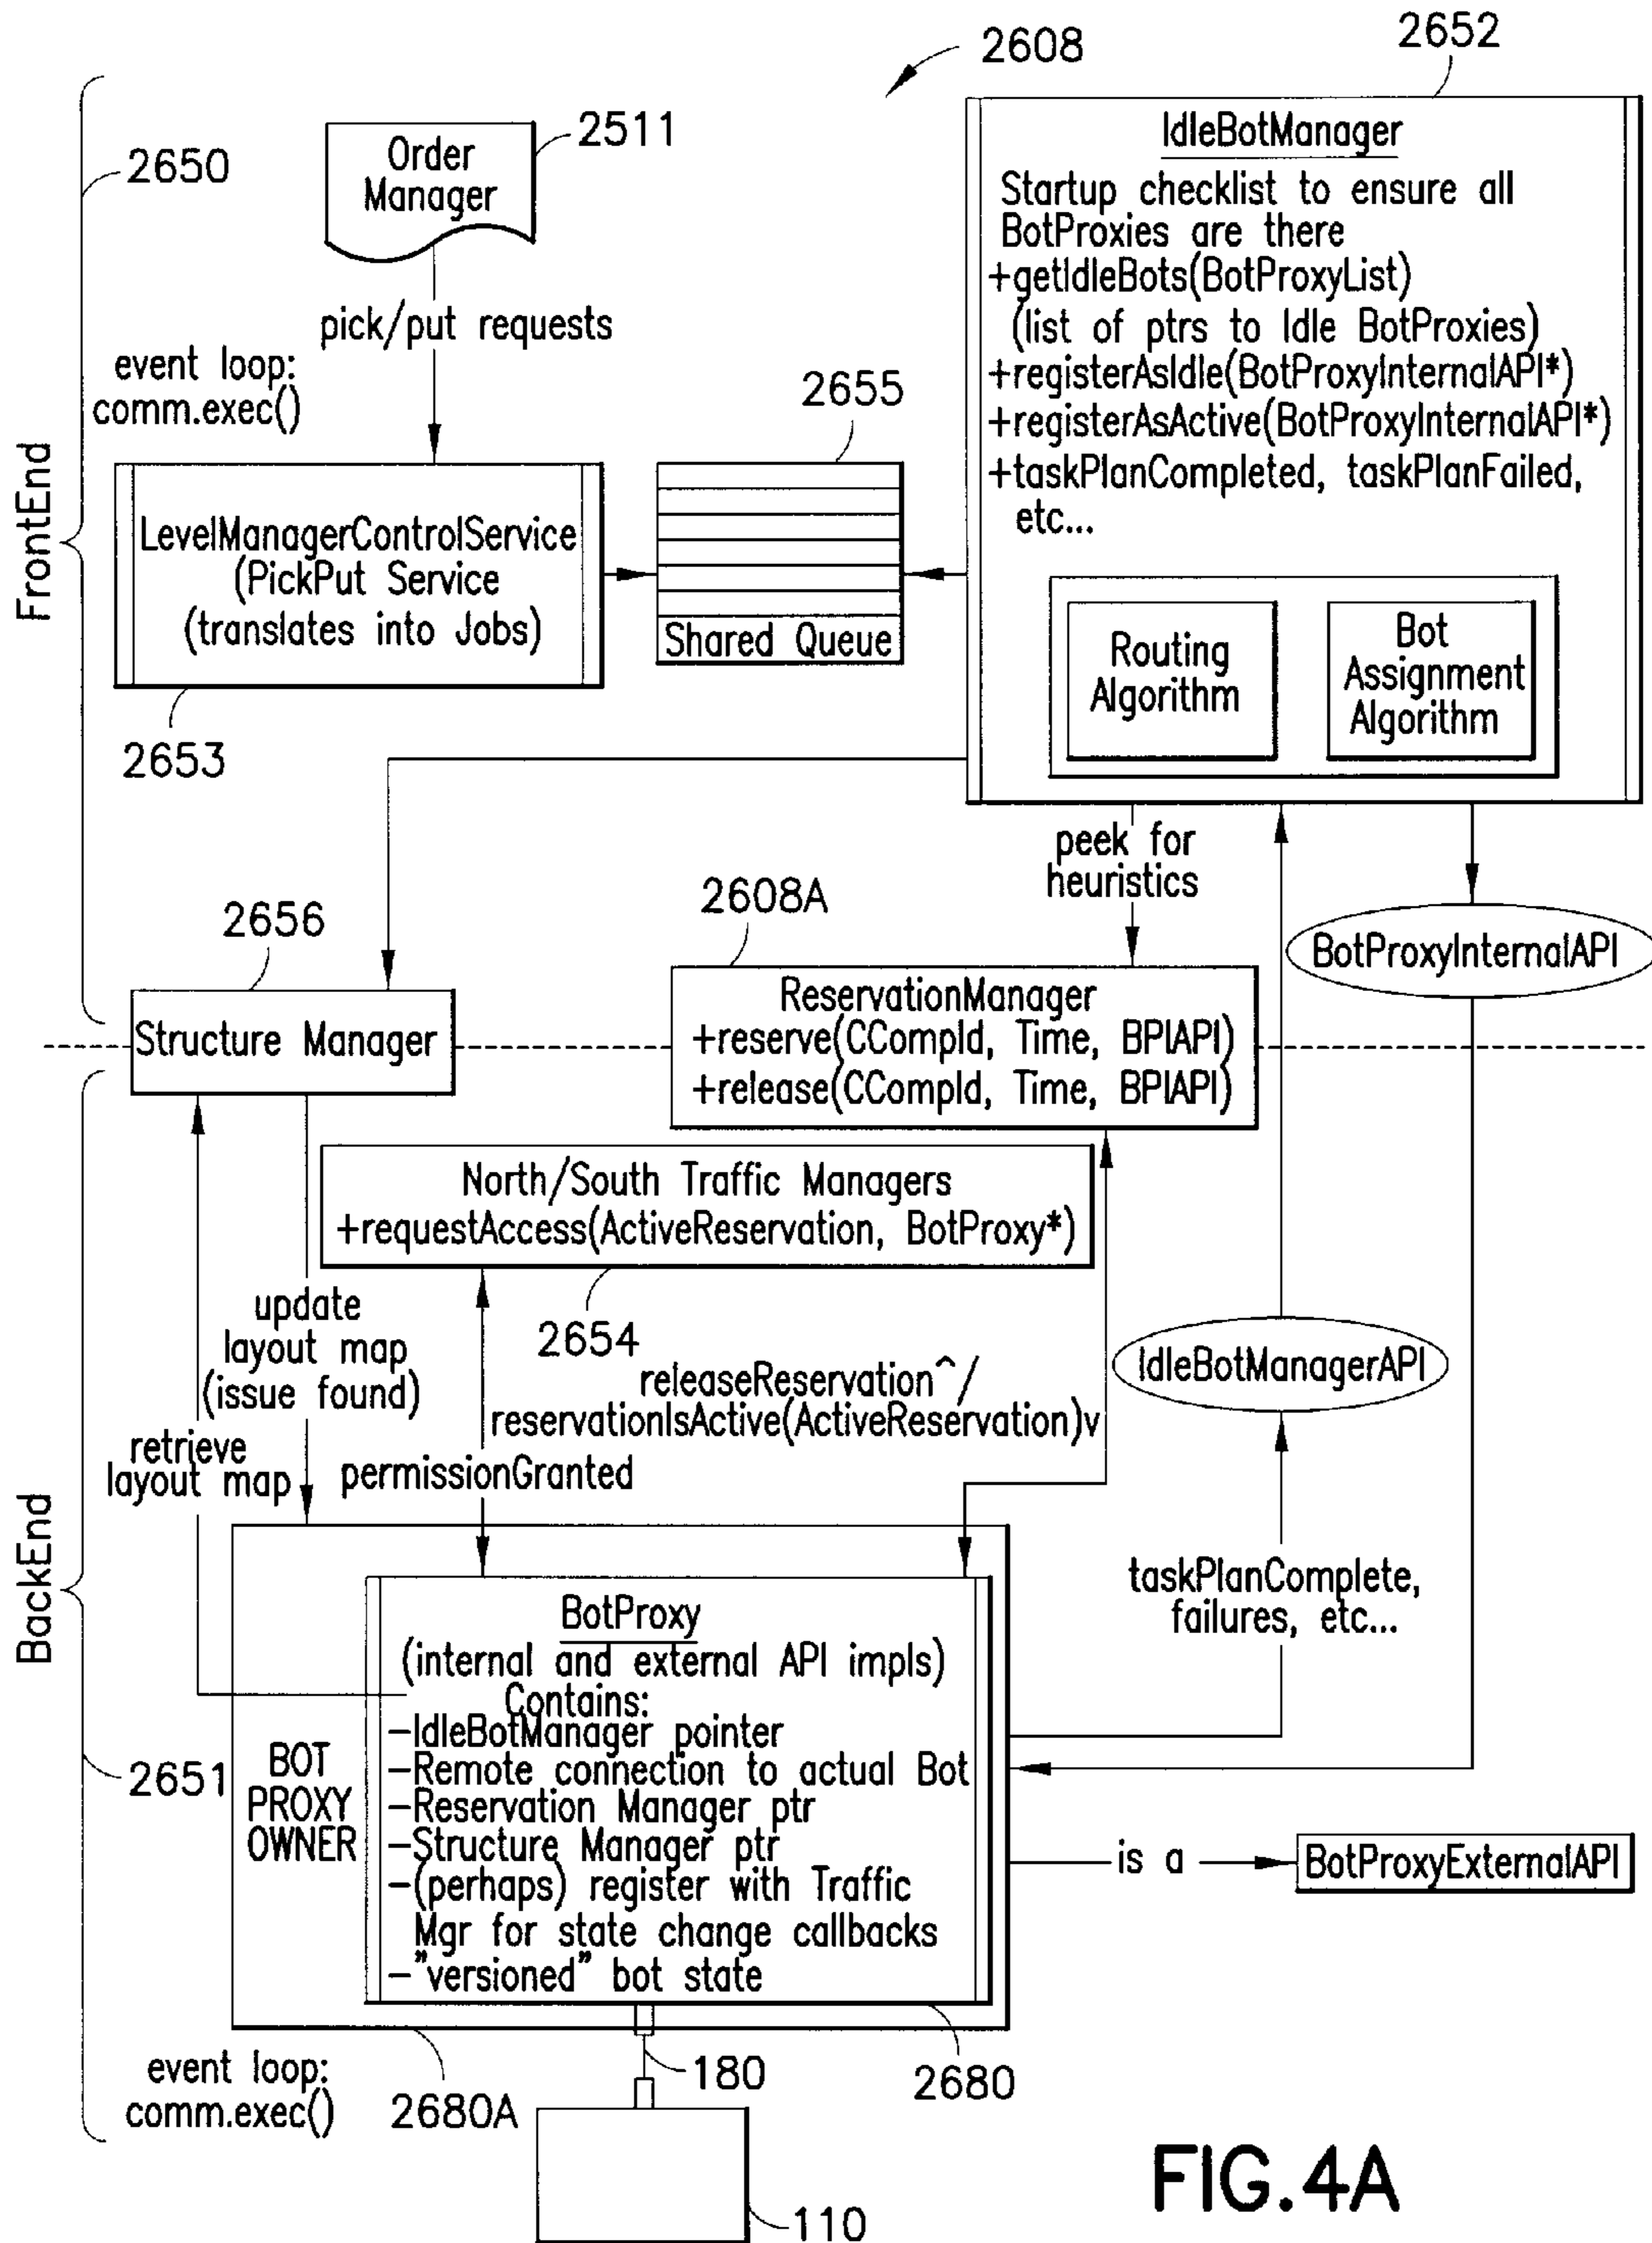 2608
2652
2650
Order
Manager
2511
IdleBotManager
Startup checklist to ensure all
BotProxies are there
+getIdleBots(BotProxyList)
(list of ptrs to Idle BotProxies)
+registerAsIdle(BotProxyInternalAPI*)
+registerAsActive(BotProxyInternalAPI*)
+taskPlanCompleted, taskPlanFailed,
etc...
pick/put requests
event loop:
comm.exec()
2655
FrontEnd
LevelManagerControlService
(PickPut Service
(translates into Jobs)
Shared Queue
Routing
Algorithm
Bot
Assignment
Algorithm
2653
peek for
heuristics
2608A
2656
BotProxyInternalAPI
Structure Manager
ReservationManager
+reserve(CCompId, Time, BPIAPI)
+release(CCompId, Time, BPIAPI)
North/South Traffic Managers
+requestAccess(ActiveReservation, BotProxy*)
2654
update
layout map
(issue found)
IdleBotManagerAPI
releaseReservation^/
reservationIsActive(ActiveReservation)v
retrieve
layout map
permissionGranted
BackEnd
2651
taskPlanComplete,
failures, etc...
BOT
PROXY
OWNER
BotProxy
(internal and external API impls)
Contains:
-IdleBotManager pointer
-Remote connection to actual Bot
-Reservation Manager ptr
-Structure Manager ptr
-(perhaps) register with Traffic
Mgr for state change callbacks
-"versioned" bot state
is a
BotProxyExternalAPI
event loop:
comm.exec()
2680A
180
2680
110
FIG.4A